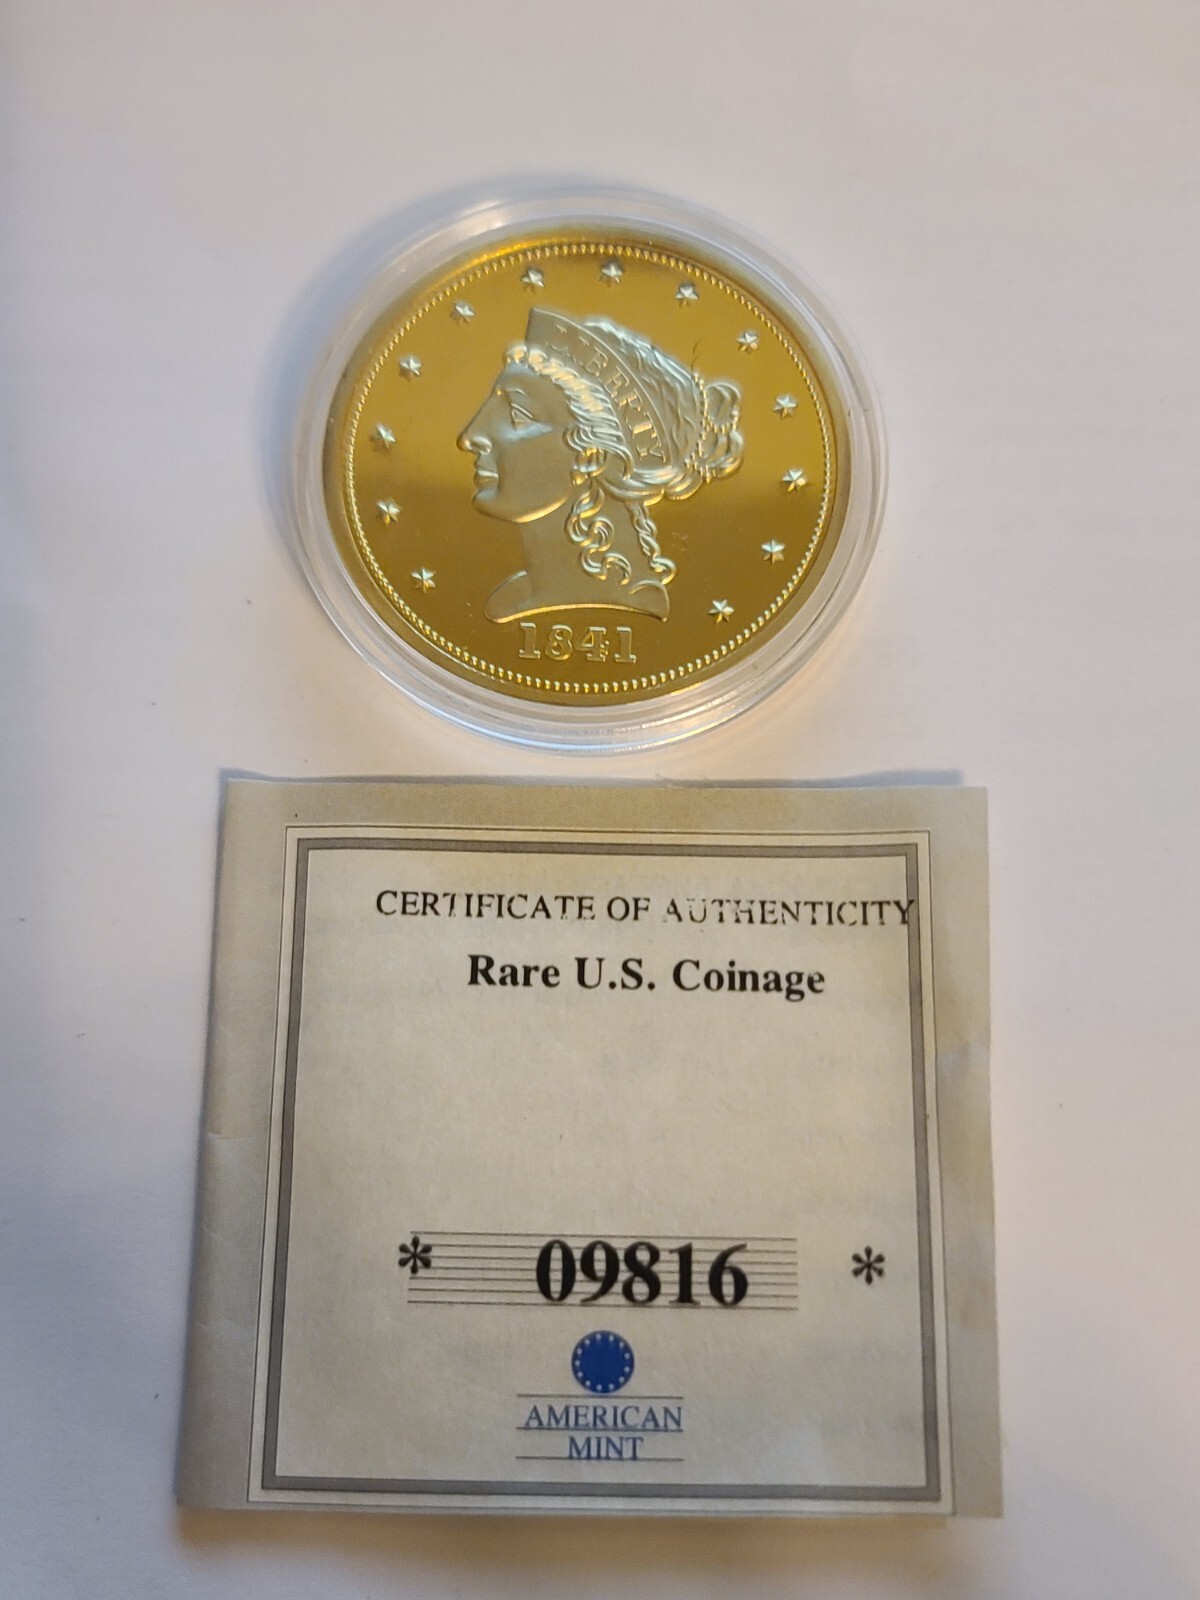 LIBERTY
1841
CERTIFICATE OF AUTHENTICITY
Rare U.S. Coinage
* 09816 *
AMERICAN
MINT